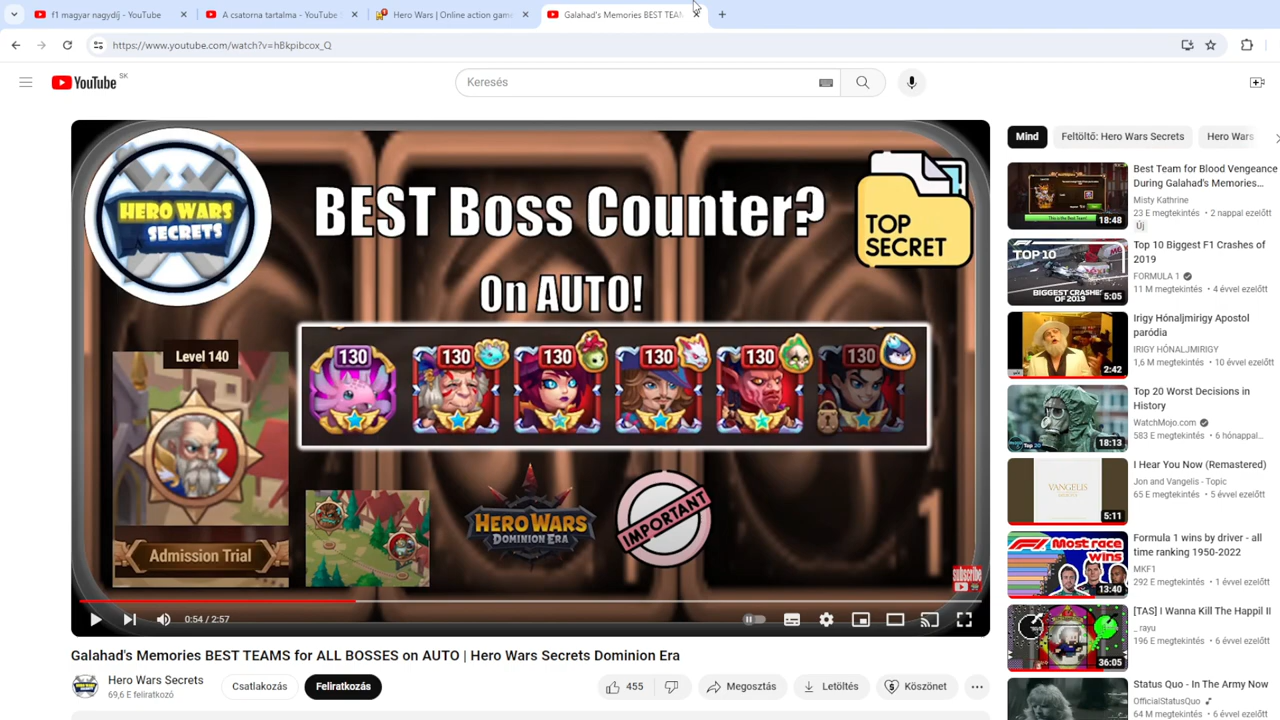 f1 magyar nagydíj - YouTube
A csatorna tartalma - YouTube S
Hero Wars | Online action game
Galahad's Memories BEST TEAM
https://www.youtube.com/watch?v=hBkpibcox_Q
YouTube SK
Keresés
HERO WARS
SECRETS
BEST Boss Counter?
On AUTO!
TOP
SECRET
Level 140
130 130 130 130 130 130
Admission Trial
HERO WARS
DOMINION ERA
IMPORTANT
1
subscribe
0:54 / 2:57
Galahad's Memories BEST TEAMS for ALL BOSSES on AUTO | Hero Wars Secrets Dominion Era
Hero Wars Secrets
69,6 E feliratkozó
Csatlakozás
Feliratkozás
455
Megosztás
Letöltés
Köszönet
Mind
Feltöltő: Hero Wars Secrets
Hero Wars
18:48
Best Team for Blood Vengeance
During Galahad's Memories...
Misty Kathrine
23 E megtekintés • 2 nappal ezelőtt
Új
TOP 10
BIGGEST F1 CRASHES OF
2019
5:05
Top 10 Biggest F1 Crashes of
2019
FORMULA 1
11 M megtekintés • 4 évvel ezelőtt
2:42
Irigy Hónaljmirigy Apostol
paródia
IRIGY HÓNALJMIRIGY
1,6 M megtekintés • 10 évvel ezelőtt
18:13
Top 20 Worst Decisions in
History
WatchMojo.com
583 E megtekintés • 6 hónappal...
VANGELIS
5:11
I Hear You Now (Remastered)
Jon and Vangelis - Topic
65 E megtekintés • 5 évvel ezelőtt
F1 Most race
wins
13:40
Formula 1 wins by driver - all
time ranking 1950-2022
MKF1
292 E megtekintés • 1 évvel ezelőtt
36:05
[TAS] I Wanna Kill The Happil II
_ rayu
196 E megtekintés • 6 évvel ezelőtt
Status Quo - In The Army Now
OfficialStatusQuo
64 M megtekintés • 6 évvel ezelőtt